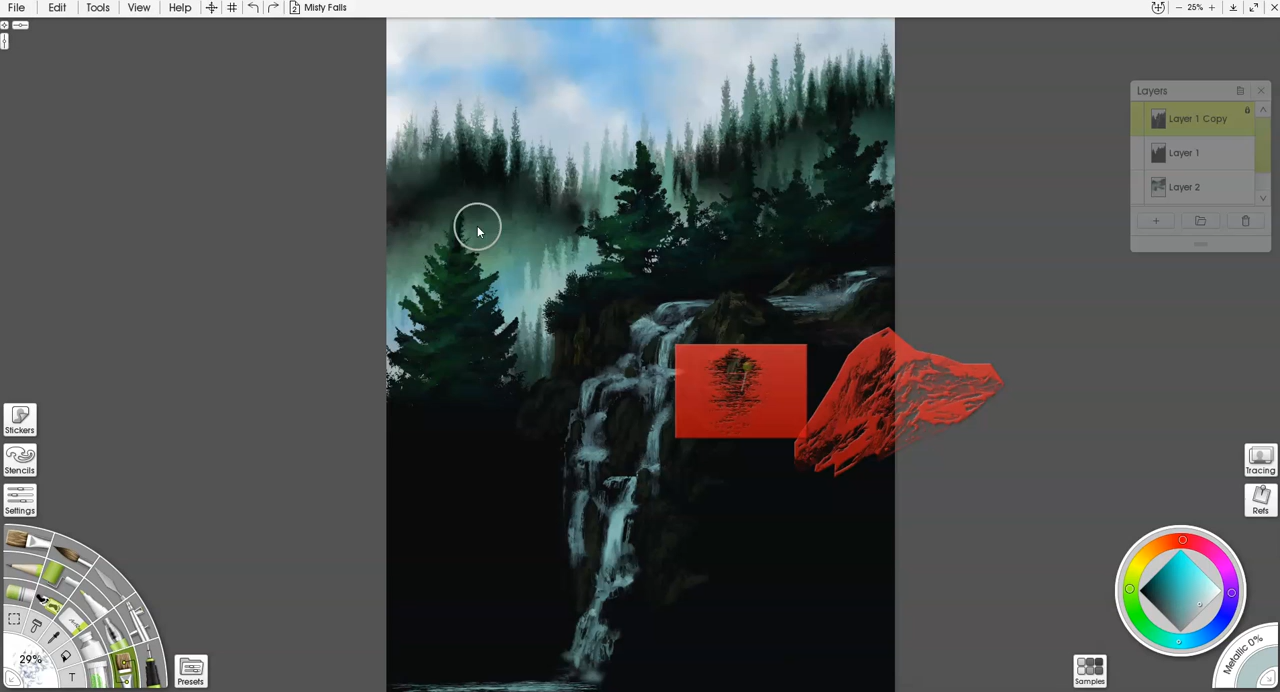 File Edit Tools View Help 2 Misty Falls 25%
Layers
Layer 1 Copy
Layer 1
Layer 2
Stickers
Stencils
Settings
Tracing
Refs
29%
T
Presets
Samples
Metallic 0%